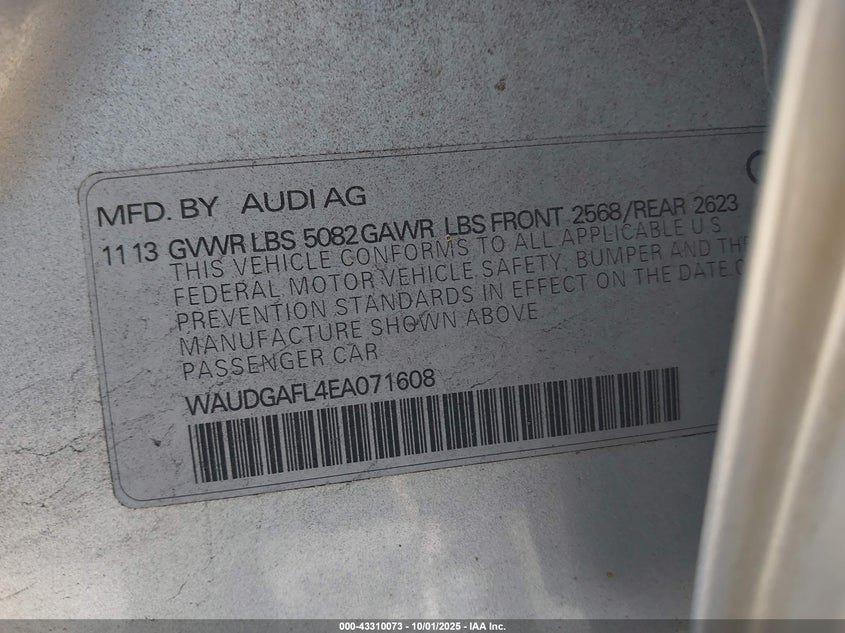 MFD. BY AUDI AG
11 13 GVWR LBS 5082 GAWR LBS FRONT 2568/REAR 2623
THIS VEHICLE CONFORMS TO ALL APPLICABLE U S
FEDERAL MOTOR VEHICLE SAFETY, BUMPER AND
PREVENTION STANDARDS IN EFFECT ON THE DATE
MANUFACTURE SHOWN ABOVE
PASSENGER CAR
WAUDGAFL4EA071608
000-43310073 - 10/01/2025 - IAA Inc.